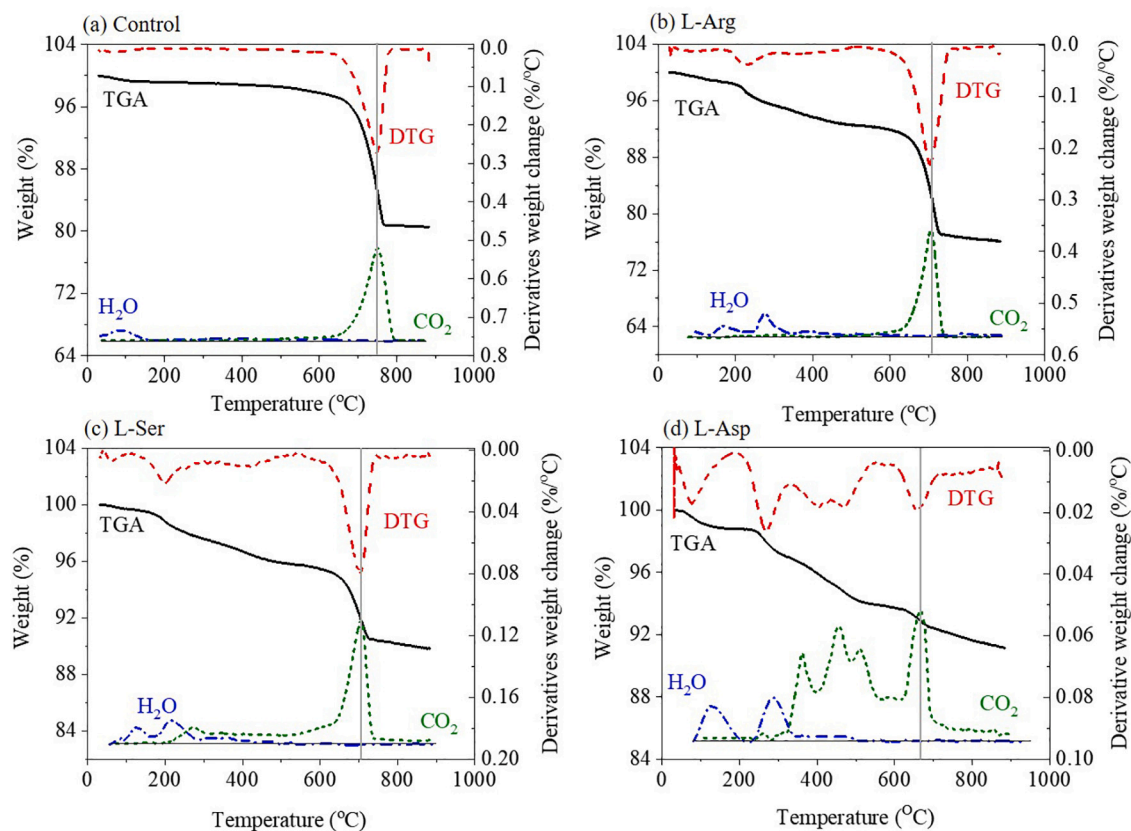 (a) Control
104
96
88
80
72
64
Weight (%)
0.0
0.1
0.2
0.3
0.4
0.5
0.6
0.7
0.8
Derivatives weight change (%/°C)
TGA
DTG
H2O
CO2
0 200 400 600 800 1000
Temperature (°C)
(b) L-Arg
104
100
96
92
88
84
80
76
72
68
64
Weight (%)
0.0
0.1
0.2
0.3
0.4
0.5
0.6
Derivatives weight change (%/°C)
TGA
DTG
H2O
CO2
0 200 400 600 800 1000
Temperature (°C)
(c) L-Ser
104
100
96
92
88
84
Weight (%)
0.00
0.04
0.08
0.12
0.16
0.20
Derivatives weight change (%/°C)
TGA
DTG
H2O
CO2
0 200 400 600 800 1000
Temperature (°C)
(d) L-Asp
104
100
96
92
88
84
Weight (%)
0.00
0.02
0.04
0.06
0.08
0.10
Derivative weight change (%/°C)
TGA
DTG
H2O
CO2
0 200 400 600 800 1000
Temperature (°C)